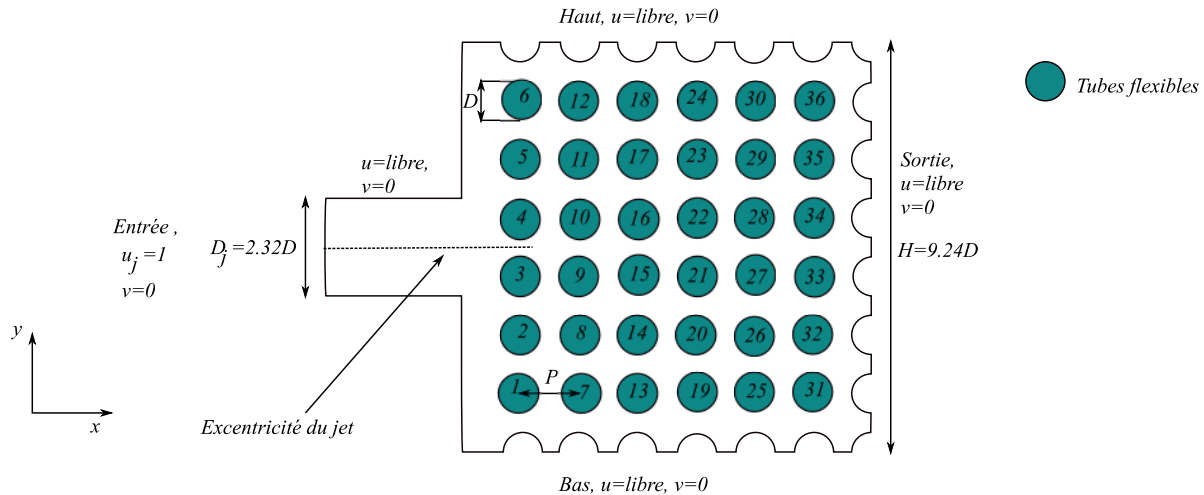 Haut, u=libre, v=0
Tubes flexibles
D
6 12 18 24 30 36
5 11 17 23 29 35
u=libre,
v=0
Sortie,
u=libre
v=0
4 10 16 22 28 34
Entrée ,
u_j =1
v=0
D_j =2.32D
H=9.24D
3 9 15 21 27 33
2 8 14 20 26 32
y
x
P
1 7 13 19 25 31
Excentricité du jet
Bas, u=libre, v=0